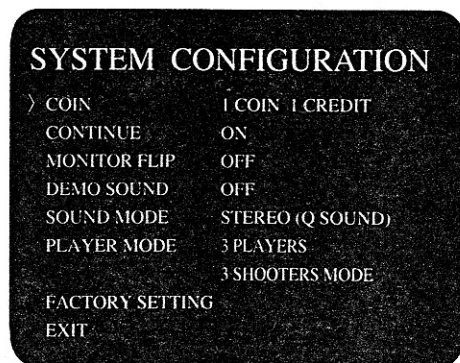 SYSTEM CONFIGURATION
〉 COIN 1 COIN 1 CREDIT
CONTINUE ON
MONITOR FLIP OFF
DEMO SOUND OFF
SOUND MODE STEREO (Q SOUND)
PLAYER MODE 3 PLAYERS
3 SHOOTERS MODE
FACTORY SETTING
EXIT